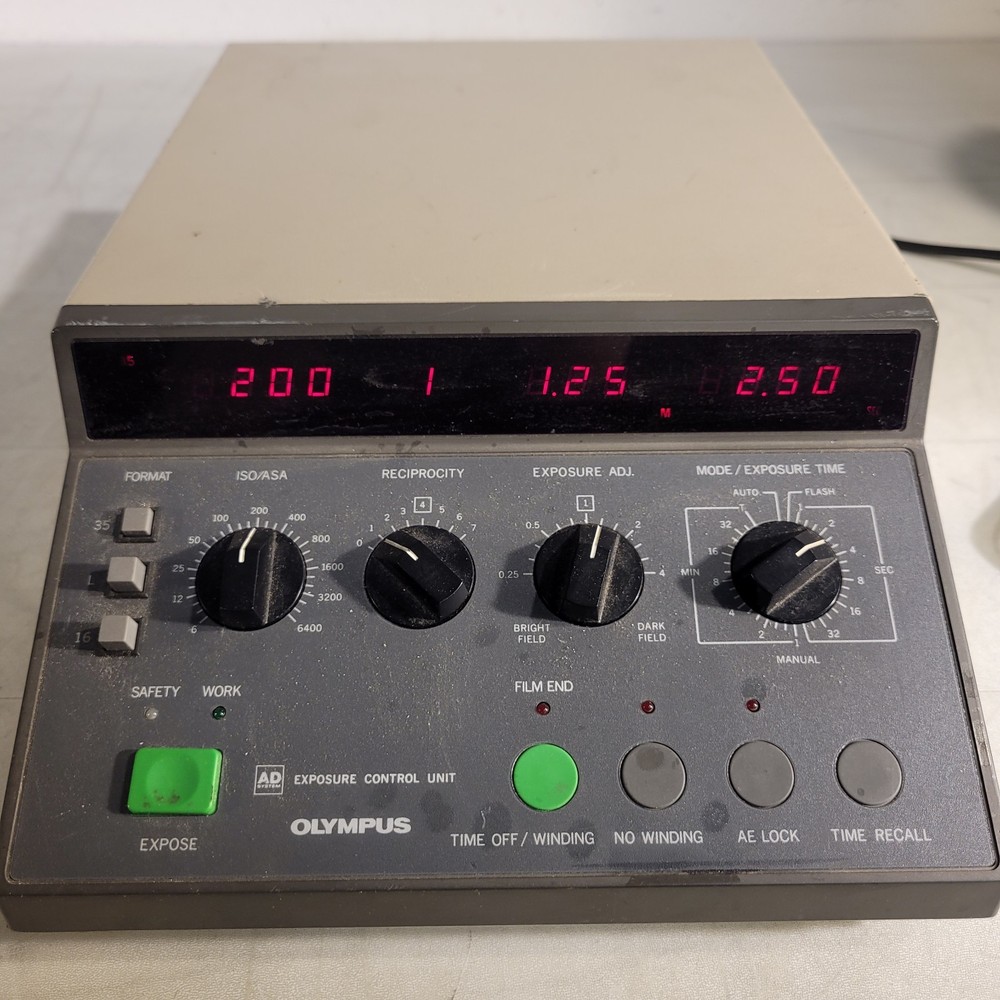 200 1 1.25 2.50
M
FORMAT ISO/ASA RECIPROCITY EXPOSURE ADJ. MODE/EXPOSURE TIME
35
16
6 12 25 50 100 200 400 800 1600 3200 6400
0 1 2 3 4 5 6 7
0.25 0.5 1 2 4
BRIGHT FIELD
DARK FIELD
AUTO FLASH
MIN 32 16 8 4 2 1
SEC 2 4 8 16 32
MANUAL
SAFETY WORK FILM END
AD SYSTEM EXPOSURE CONTROL UNIT
OLYMPUS
EXPOSE
TIME OFF/WINDING NO WINDING AE LOCK TIME RECALL